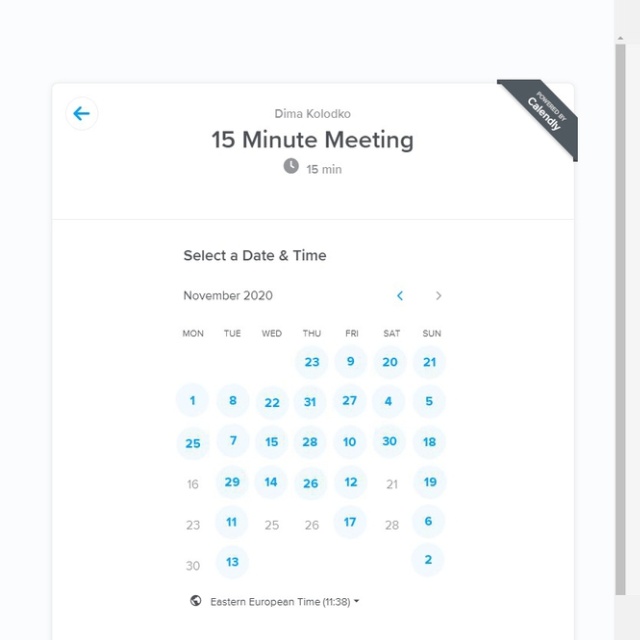 POWERED BY
Calendly
Dima Kolodko
15 Minute Meeting
15 min
Select a Date & Time
November 2020
MON TUE WED THU FRI SAT SUN
23 9 20 21
1 8 22 31 27 4 5
25 7 15 28 10 30 18
16 29 14 26 12 21 19
23 11 25 26 17 28 6
30 13 2
Eastern European Time (11:38)